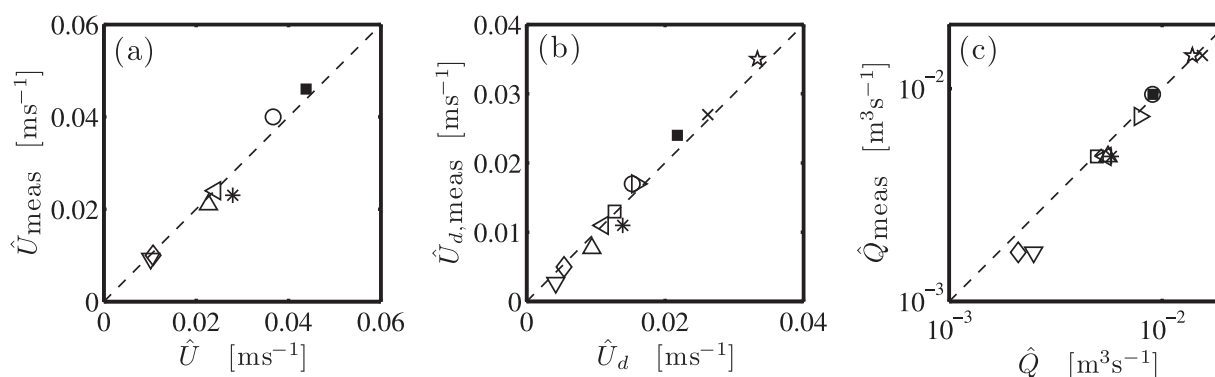 (a)
0.06
0.04
0.02
0
0
0.02
0.04
0.06
Û_meas [ms⁻¹]
Û [ms⁻¹]
(b)
0.04
0.03
0.02
0.01
0
0
0.02
0.04
Û_d,meas [ms⁻¹]
Û_d [ms⁻¹]
(c)
10⁻²
10⁻³
10⁻³
10⁻²
Q̂_meas [m³s⁻¹]
Q̂ [m³s⁻¹]